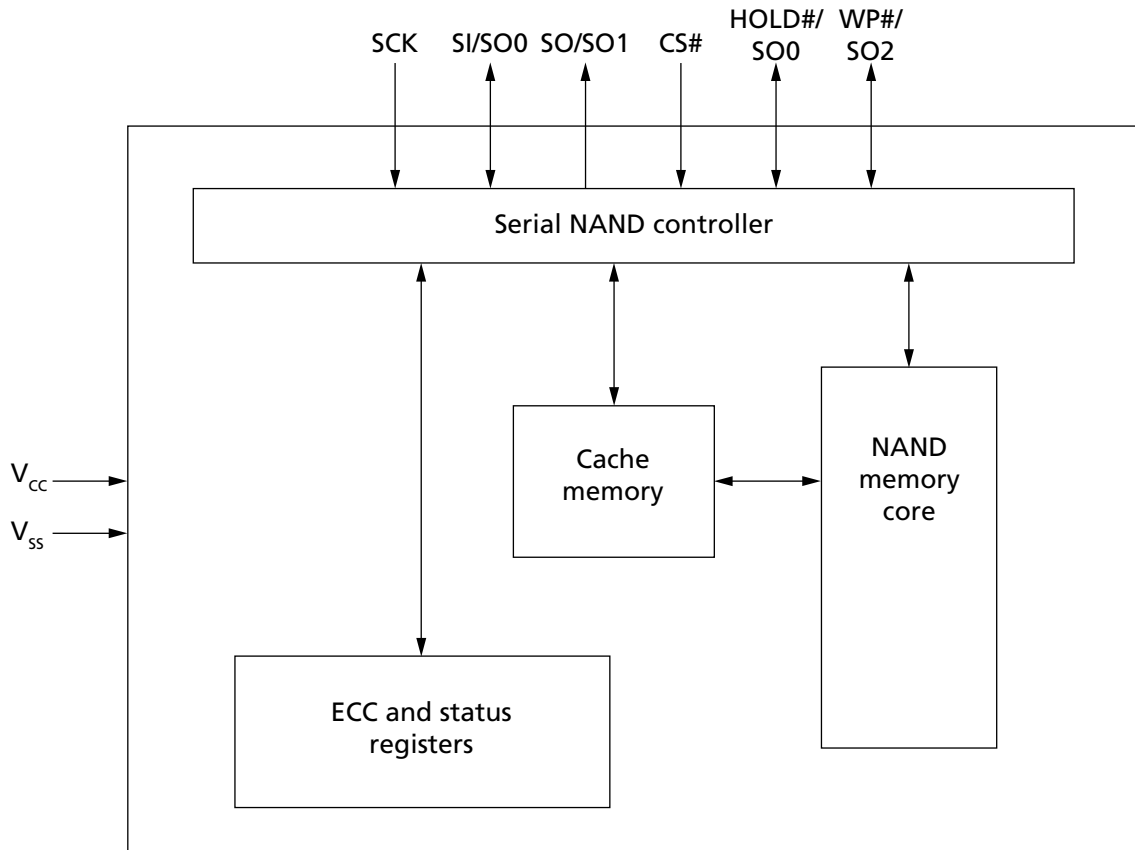 HOLD#/ WP#/
SCK SI/SO0 SO/SO1 CS# SO0 SO2
Serial NAND controller
Cache
memory
NAND
memory
core
Vcc
Vss
ECC and status
registers